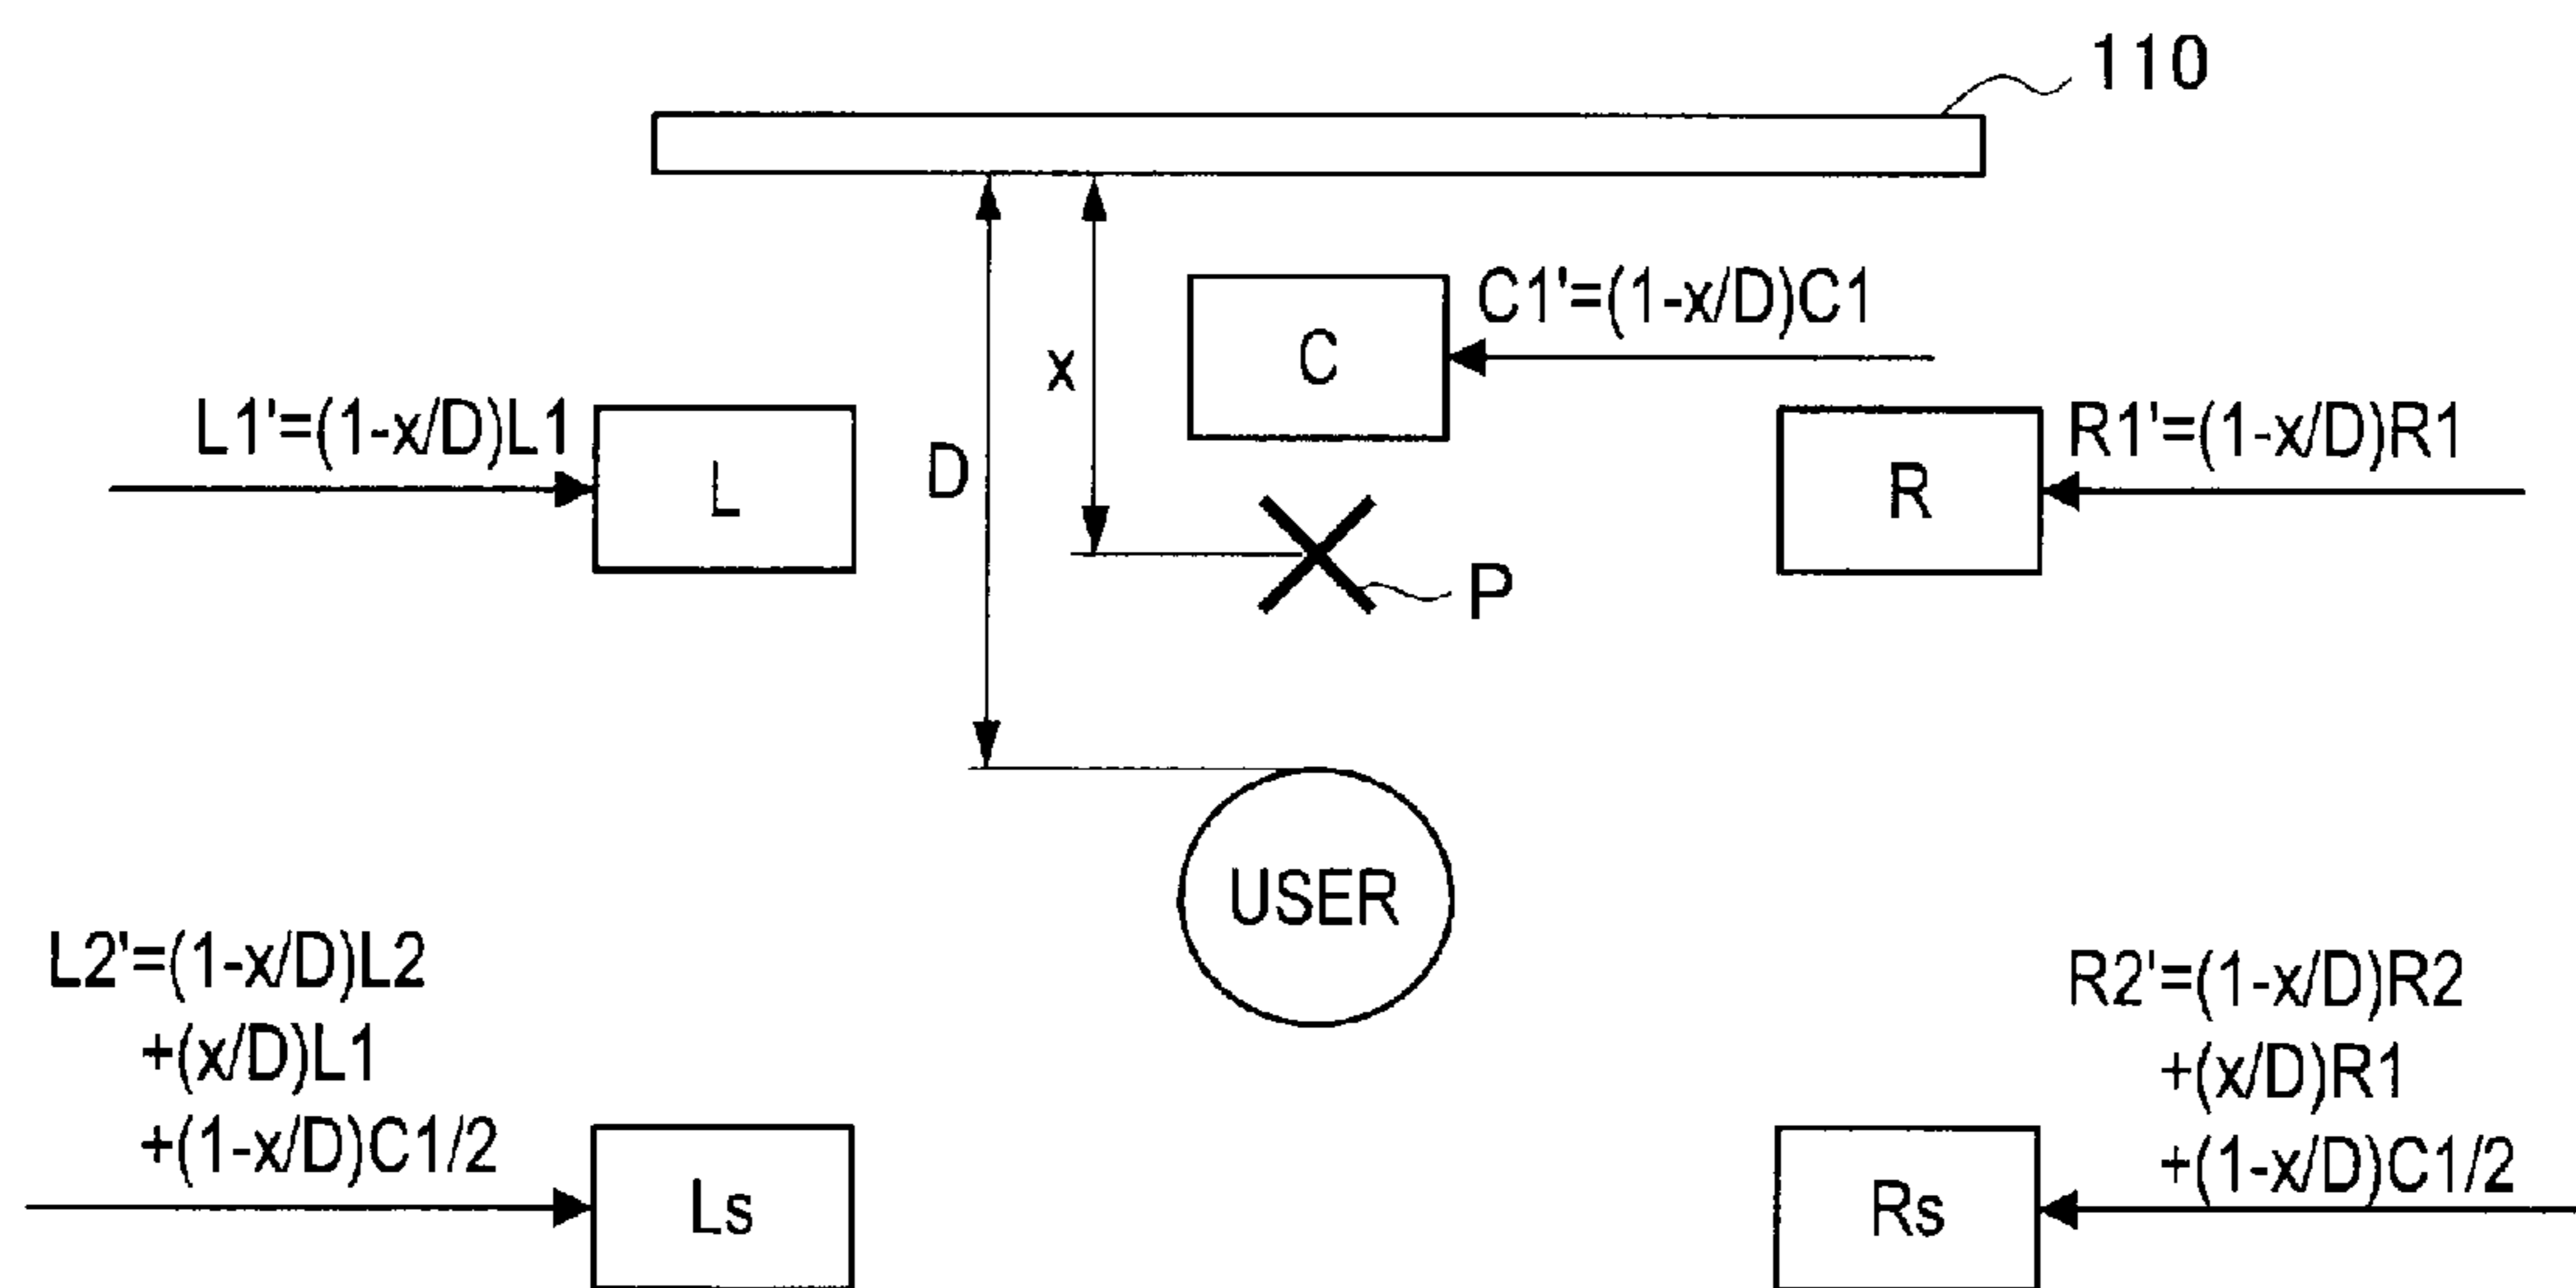 110
C1'=(1-x/D)C1
C
x
L1'=(1-x/D)L1
L
D
R1'=(1-x/D)R1
R
P
USER
L2'=(1-x/D)L2
+(x/D)L1
+(1-x/D)C1/2
Ls
R2'=(1-x/D)R2
+(x/D)R1
+(1-x/D)C1/2
Rs